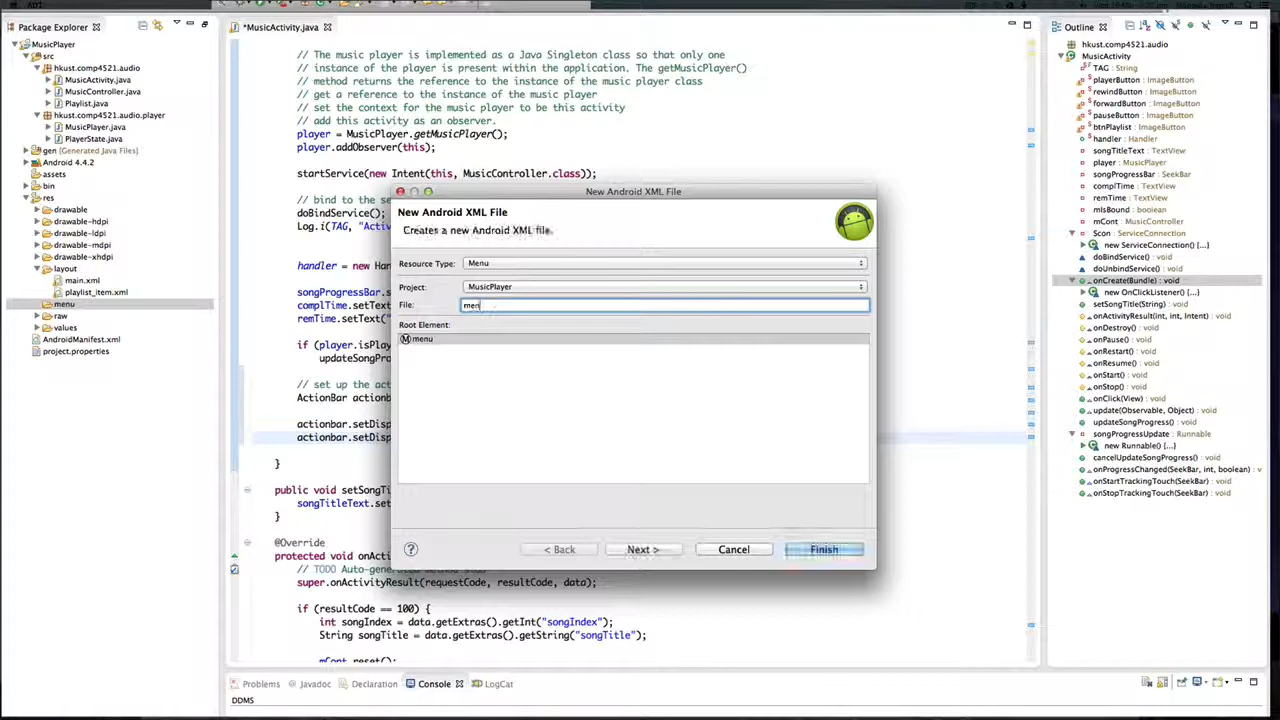 ADT
Package Explorer
MusicPlayer
src
hkust.comp4521.audio
MusicActivity.java
MusicController.java
Playlist.java
hkust.comp4521.audio.player
MusicPlayer.java
PlayerState.java
gen [Generated Java Files]
Android 4.4.2
assets
bin
res
drawable
drawable-hdpi
drawable-ldpi
drawable-mdpi
drawable-xhdpi
layout
main.xml
playlist_item.xml
menu
raw
values
AndroidManifest.xml
project.properties
*MusicActivity.java
// The music player is implemented as a Java Singleton class so that only one
// instance of the player is present within the application. The getMusicPlayer()
// method returns the reference to the instance of the music player class
// get a reference to the instance of the music player
// set the context for the music player to be this activity
// add this activity as an observer.
player = MusicPlayer.getMusicPlayer();
player.addObserver(this);
startService(new Intent(this, MusicController.class));
// bind to the se
doBindService();
Log.i(TAG, "Activ
handler = new Han
songProgressBar.s
complTime.setText
remTime.setText("
if (player.isPlay
updateSongPro
// set up the act
ActionBar actionb
actionbar.setDisp
actionbar.setDisp
}
public void setSongTi
songTitleText.set
}
@Override
protected void onActi
// TODO Auto-generated method stub
super.onActivityResult(requestCode, resultCode, data);
if (resultCode == 100) {
int songIndex = data.getExtras().getInt("songIndex");
String songTitle = data.getExtras().getString("songTitle");
mCont.reset();
New Android XML File
New Android XML File
Creates a new Android XML file.
Resource Type: Menu
Project: MusicPlayer
File: men
Root Element:
M menu
? < Back Next > Cancel Finish
Problems @ Javadoc Declaration Console LogCat
DDMS
Outline
hkust.comp4521.audio
MusicActivity
TAG : String
playerButton : ImageButton
rewindButton : ImageButton
forwardButton : ImageButton
pauseButton : ImageButton
btnPlaylist : ImageButton
handler : Handler
songTitleText : TextView
player : MusicPlayer
songProgressBar : SeekBar
complTime : TextView
remTime : TextView
mIsBound : boolean
mCont : MusicController
Scon : ServiceConnection
new ServiceConnection() {...}
doBindService() : void
doUnbindService() : void
onCreate(Bundle) : void
new OnClickListener() {...}
setSongTitle(String) : void
onActivityResult(int, int, Intent) : void
onDestroy() : void
onPause() : void
onRestart() : void
onResume() : void
onStart() : void
onStop() : void
onClick(View) : void
update(Observable, Object) : void
updateSongProgress() : void
songProgressUpdate : Runnable
new Runnable() {...}
cancelUpdateSongProgress() : void
onProgressChanged(SeekBar, int, boolean) : void
onStartTrackingTouch(SeekBar) : void
onStopTrackingTouch(SeekBar) : void